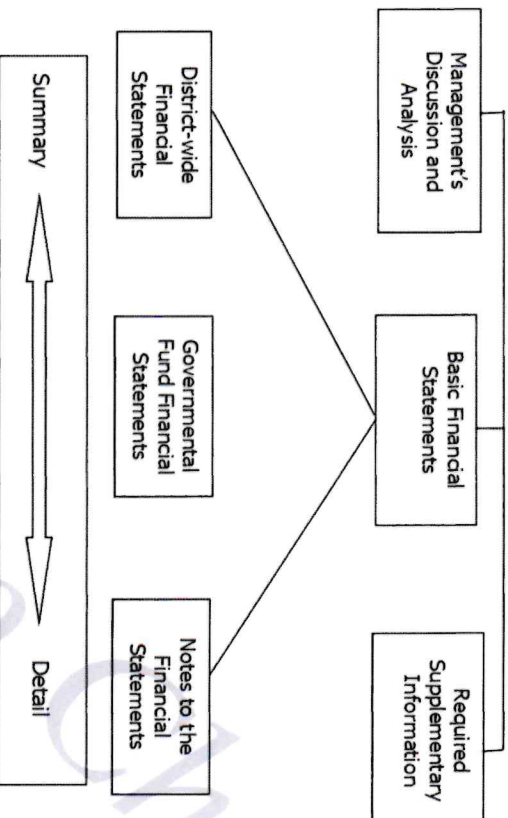 Management's
Discussion and
Analysis
Basic Financial
Statements
Required
Supplementary
Information
District-wide
Financial
Statements
Governmental
Fund Financial
Statements
Notes to the
Financial
Statements
Summary
Detail